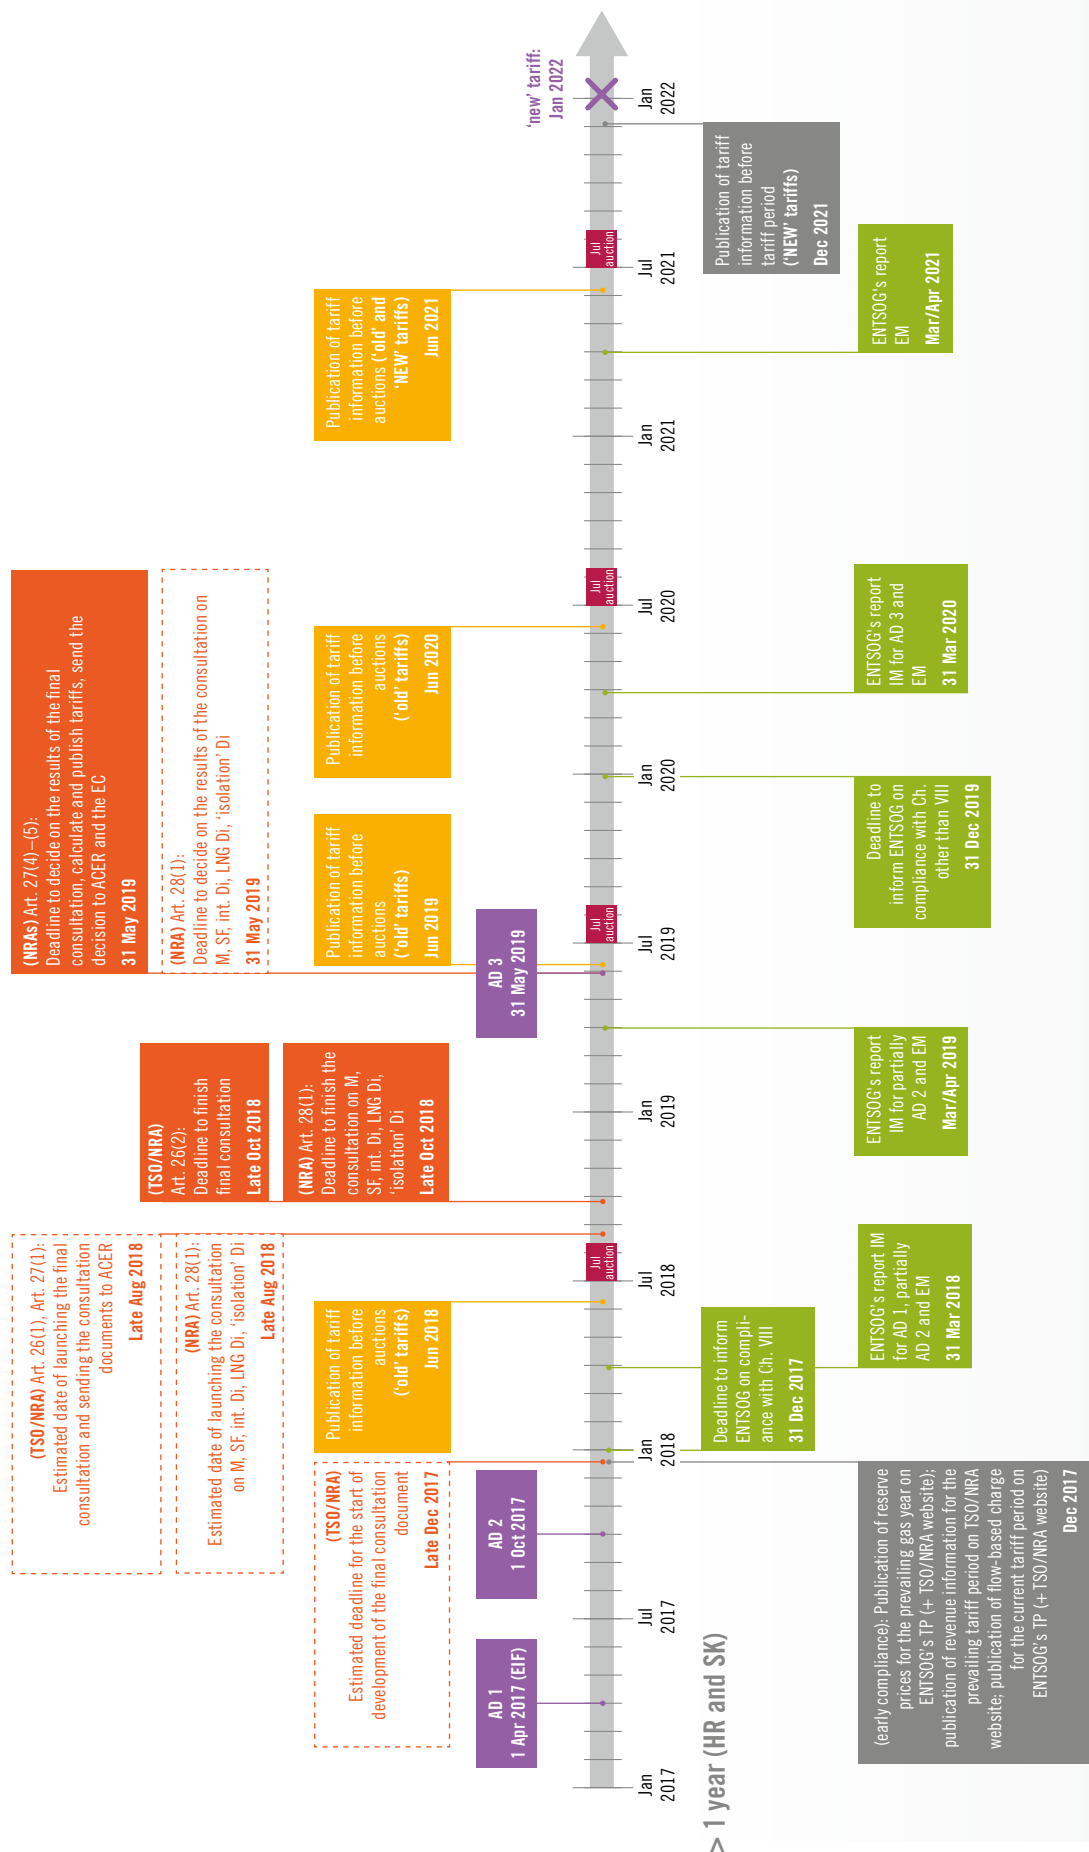 (NRAs) Art. 27(4)–(5):
Deadline to decide on the results of the final
consultation, calculate and publish tariffs, send the
decision to ACER and the EC
31 May 2019
(NRA) Art. 28(1):
Deadline to decide on the results of the consultation on
M, SF, int. Di, LNG Di, ‘isolation’ Di
31 May 2019
(TSO/NRA) Art. 26(1), Art. 27(1):
Estimated date of launching the final
consultation and sending the consultation
documents to ACER
Late Aug 2018
(NRA) Art. 28(1):
Estimated date of launching the consultation
on M, SF, int. Di, LNG Di, ‘isolation’ Di
Late Aug 2018
(TSO/NRA)
Art. 26(2):
Deadline to finish
final consultation
Late Oct 2018
(NRA) Art. 28(1):
Deadline to finish the
consultation on M,
SF, int. Di, LNG Di,
‘isolation’ Di
Late Oct 2018
(TSO/NRA)
Estimated deadline for the start of
development of the final consultation
document
Late Dec 2017
Publication of tariff
information before
auctions
(‘old’ tariffs)
Jun 2018
Publication of tariff
information before
auctions
(‘old’ tariffs)
Jun 2019
Publication of tariff
information before
auctions
(‘old’ tariffs)
Jun 2020
Publication of tariff
information before
auctions (‘old’ and
‘NEW’ tariffs)
Jun 2021
AD 1
1 Apr 2017 (EIF)
AD 2
1 Oct 2017
AD 3
31 May 2019
‘new’ tariff:
Jan 2022
Jul
auction
Jul
auction
Jul
auction
Jul
auction
Jan
2017
Jul
2017
Jan
2018
Jul
2018
Jan
2019
Jul
2019
Jan
2020
Jul
2020
Jan
2021
Jul
2021
Jan
2022
> 1 year (HR and SK)
Deadline to inform
ENTSOG on compli-
ance with Ch. VIII
31 Dec 2017
Publication of tariff
information before
tariff period
(‘NEW’ tariffs)
Dec 2021
(early compliance): Publication of reserve
prices for the prevailing gas year on
ENTSOG's TP (+ TSO/NRA website);
publication of revenue information for the
prevailing tariff period on TSO/NRA
website; publication of flow-based charge
for the current tariff period on
ENTSOG's TP (+ TSO/NRA website)
Dec 2017
ENTSOG's report IM
for AD 1, partially
AD 2 and EM
31 Mar 2018
ENTSOG's report
IM for partially
AD 2 and EM
Mar/Apr 2019
Deadline to
inform ENTSOG on
compliance with Ch.
other than VIII
31 Dec 2019
ENTSOG's report
IM for AD 3 and
EM
31 Mar 2020
ENTSOG's report
EM
Mar/Apr 2021